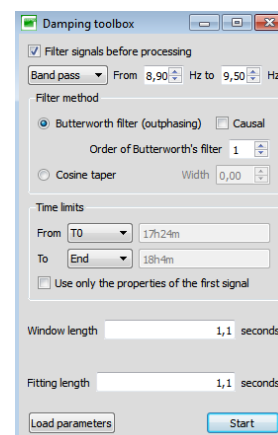 Damping toolbox
Filter signals before processing
Band pass From 8,90 Hz to 9,50 Hz
Filter method
Butterworth filter (outphasing) Causal
Order of Butterworth's filter 1
Cosine taper Width 0,00
Time limits
From T0 17h24m
To End 18h4m
Use only the properties of the first signal
Window length 1,1 seconds
Fitting length 1,1 seconds
Load parameters Start